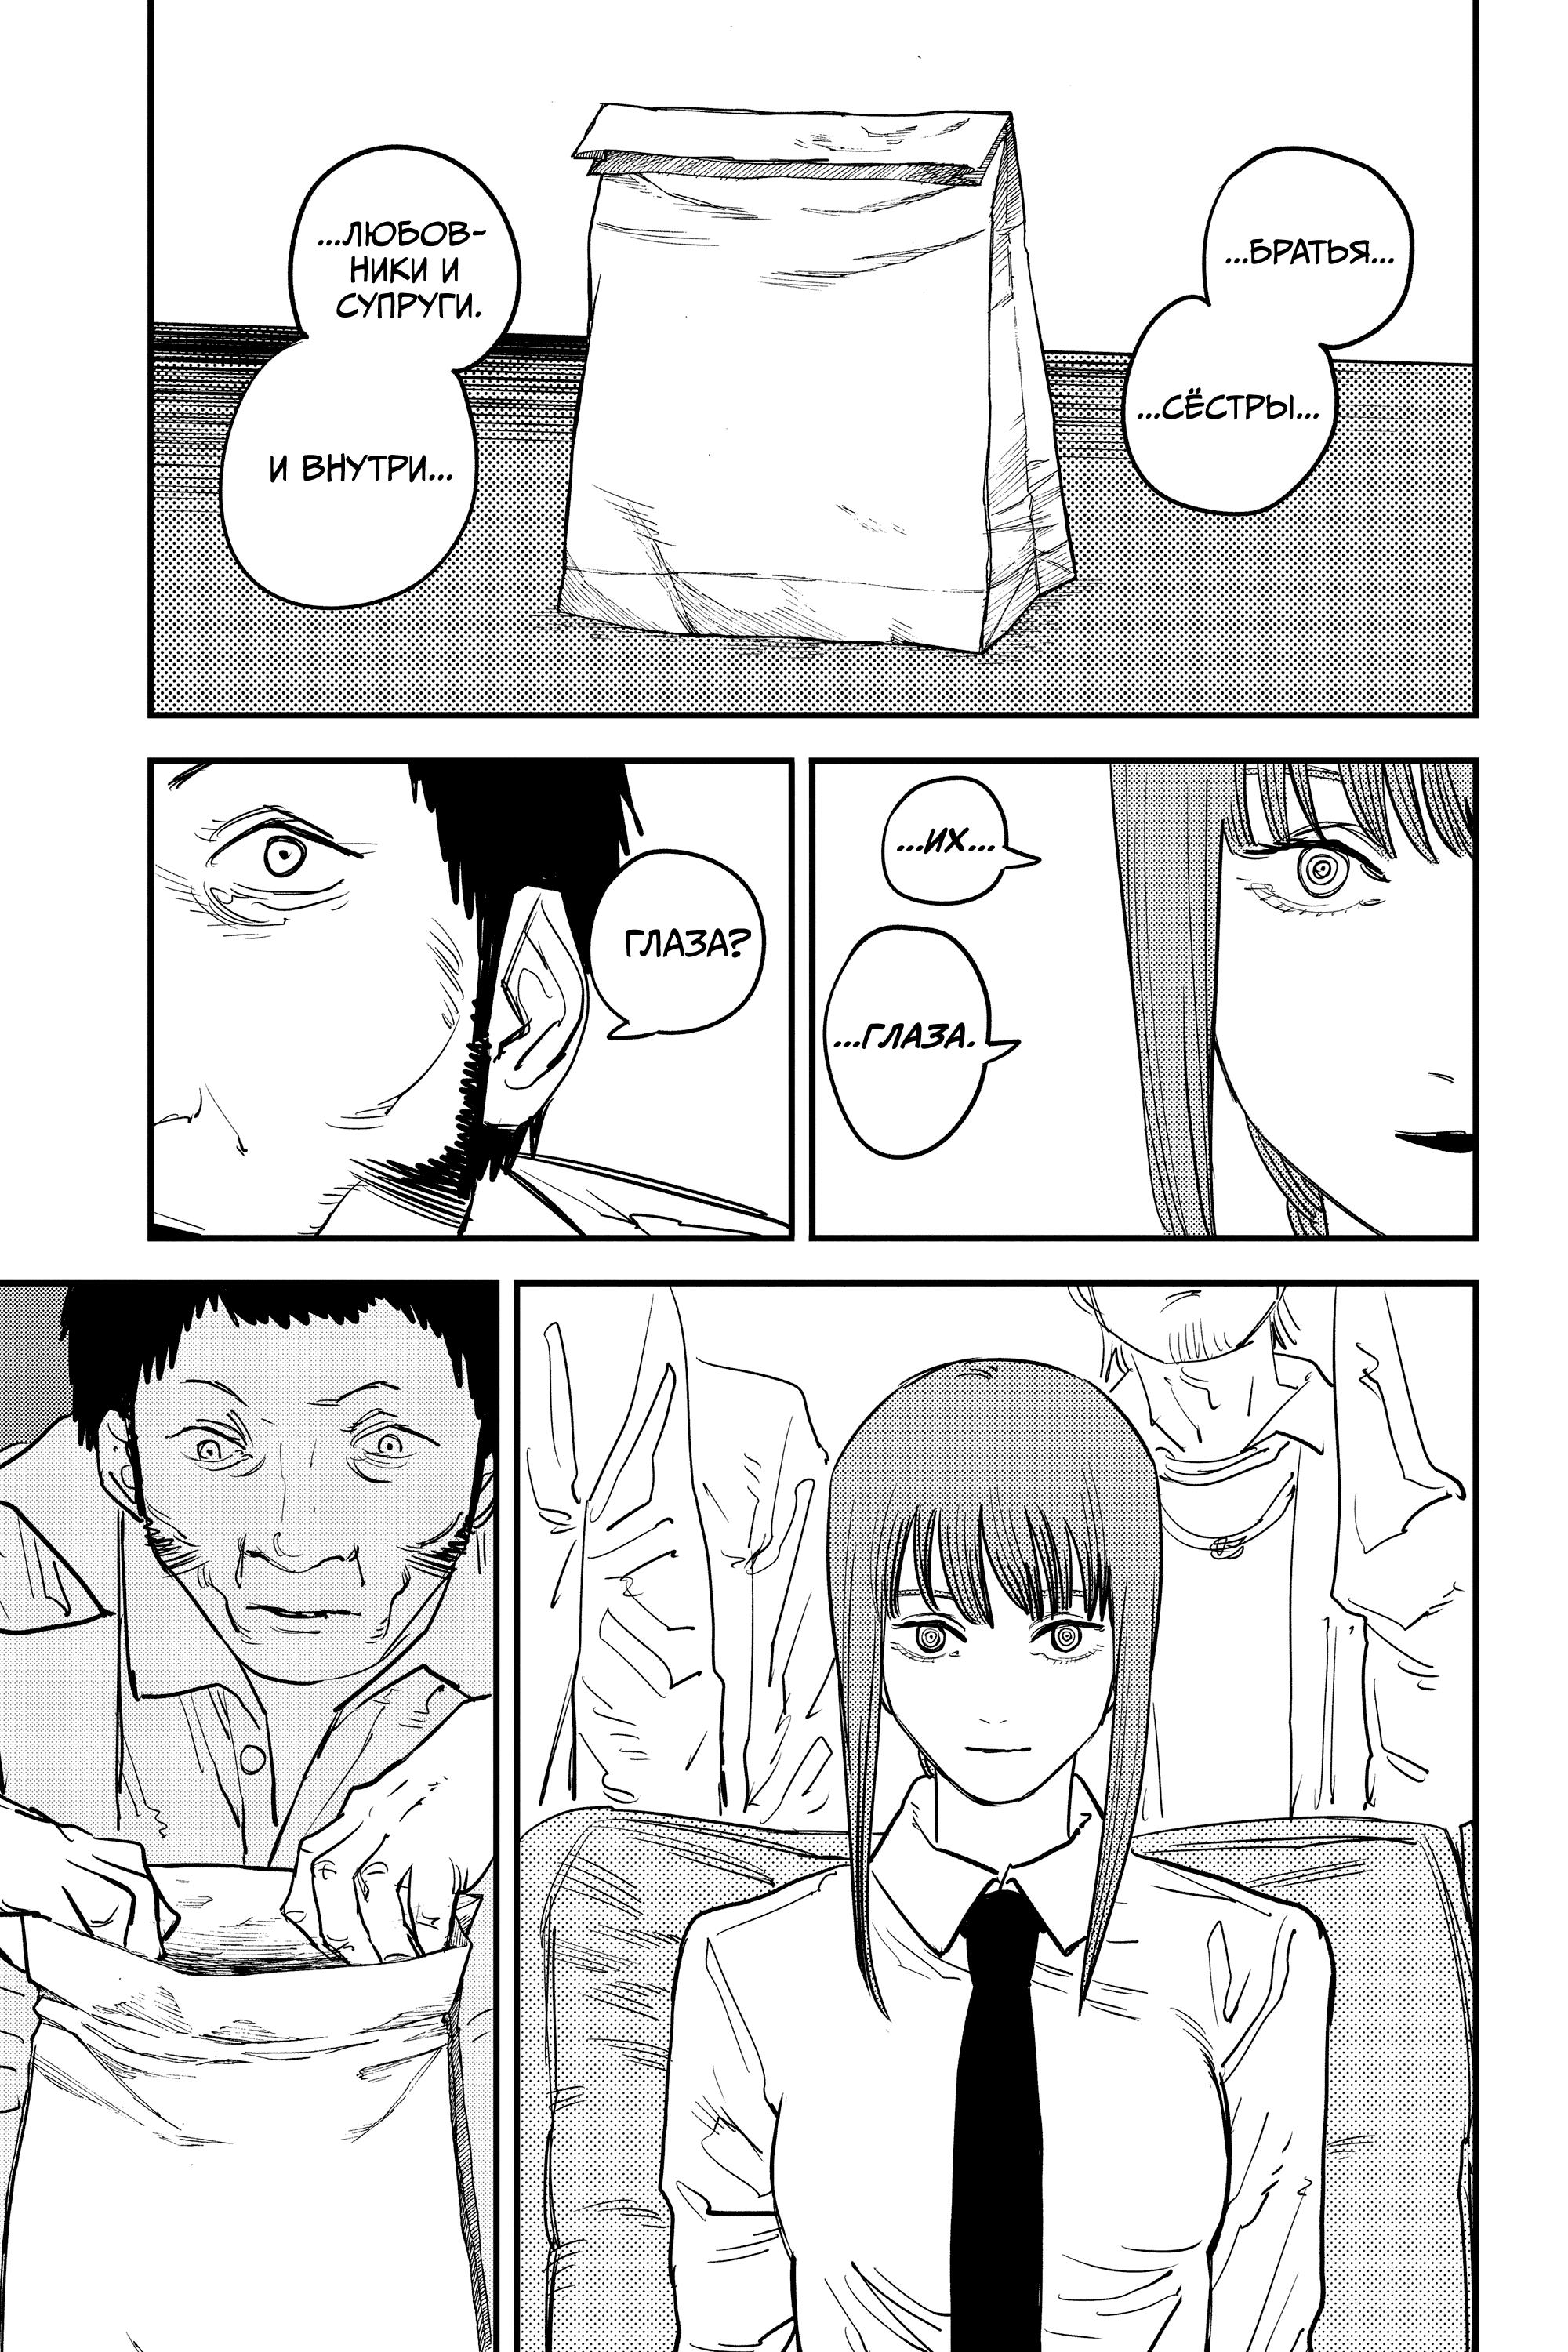 ...БРАТЬЯ...
...СЁСТРЫ...
...ЛЮБОВ-
НИКИ И
СУПРУГИ.
И ВНУТРИ...
...ИХ...
...ГЛАЗА.
ГЛАЗА?